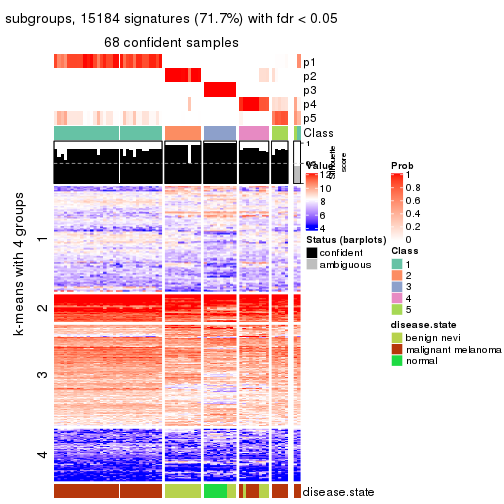 subgroups, 15184 signatures (71.7%) with fdr < 0.05
68 confident samples
p1
p2
p3
p4
p5
Class
1
Silhouette
score
Value
12
10
8
6
4
Status (barplots)
confident
ambiguous
Prob
1
0.8
0.6
0.4
0.2
0
Class
1
2
3
4
5
disease.state
benign nevi
malignant melanoma
normal
k-means with 4 groups
1
2
3
4
disease.state